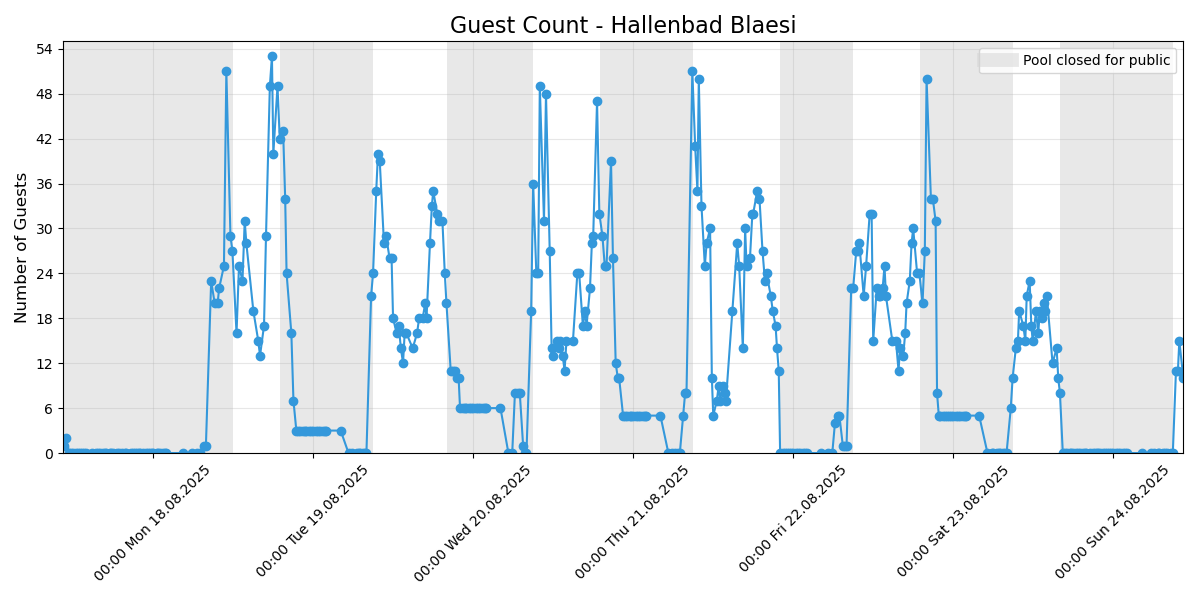 Guest Count - Hallenbad Blaesi
Pool closed for public
Number of Guests
54
48
42
36
30
24
18
12
6
0
00:00 Mon 18.08.2025
00:00 Tue 19.08.2025
00:00 Wed 20.08.2025
00:00 Thu 21.08.2025
00:00 Fri 22.08.2025
00:00 Sat 23.08.2025
00:00 Sun 24.08.2025